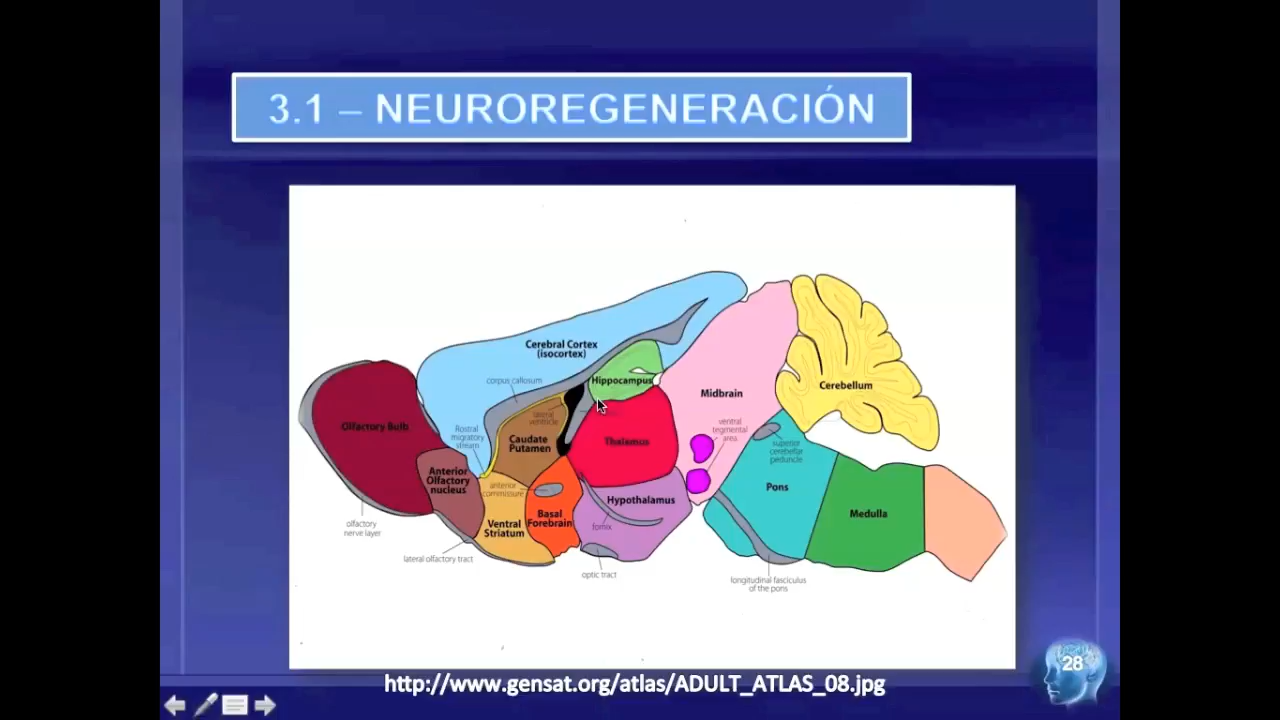 3.1 – NEUROREGENERACIÓN
Cerebral Cortex
(isocortex)
corpus callosum
Hippocampus
Midbrain
Cerebellum
lateral
ventricle
Olfactory Bulb
Rostral
migratory
stream
Caudate
Putamen
Thalamus
ventral
tegmental
area
superior
cerebellar
peduncle
Anterior
Olfactory
nucleus
anterior
commissure
Hypothalamus
Pons
Medulla
Ventral
Striatum
Basal
Forebrain
fornix
olfactory
nerve layer
lateral olfactory tract
optic tract
longitudinal fasciculus
of the pons
28
http://www.gensat.org/atlas/ADULT_ATLAS_08.jpg